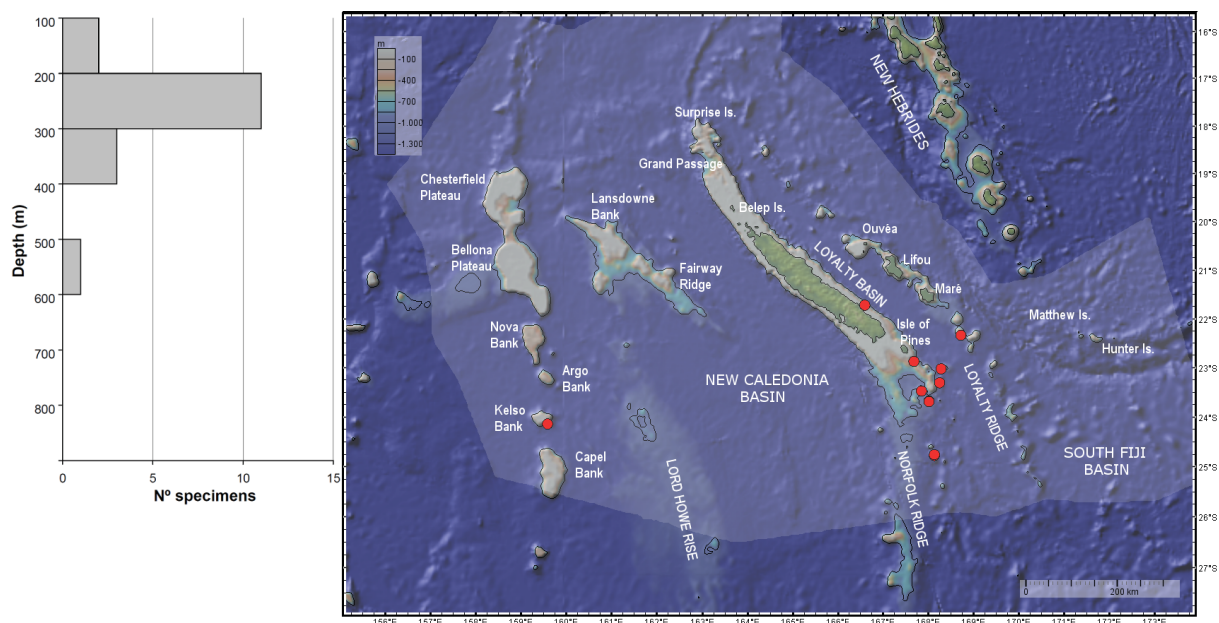 100
200
300
400
500
600
700
800
Depth (m)
0
5
10
15
Nº specimens
m
-100
-400
-700
-1.000
-1.300
Surprise Is.
Grand Passage
Chesterfield
Plateau
Lansdowne
Bank
Belep Is.
Bellona
Plateau
Fairway
Ridge
Nova
Bank
Argo
Bank
Kelso
Bank
Capel
Bank
NEW CALEDONIA
BASIN
LORD HOWE RISE
NEW HEBRIDES
Ouvéa
Lifou
Maré
LOYALTY BASIN
Isle of
Pines
Matthew Is.
Hunter Is.
LOYALTY RIDGE
NORFOLK RIDGE
SOUTH FIJI
BASIN
0
200 km
16°S
17°S
18°S
19°S
20°S
21°S
22°S
23°S
24°S
25°S
26°S
27°S
156°E
157°E
158°E
159°E
160°E
162°E
163°E
164°E
165°E
166°E
167°E
168°E
169°E
170°E
171°E
172°E
173°E